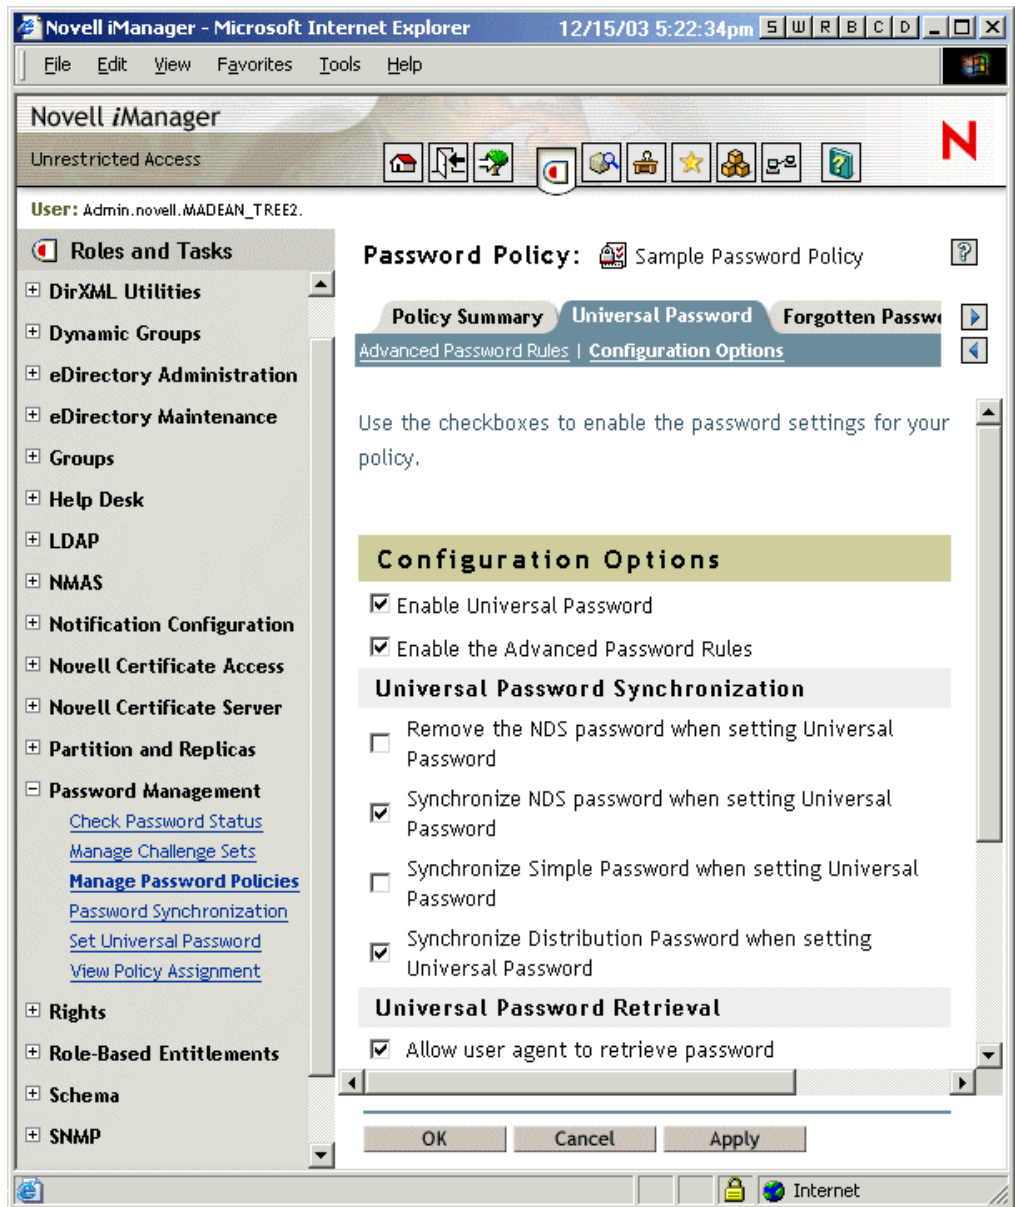 Novell iManager - Microsoft Internet Explorer 12/15/03 5:22:34pm S W R B C D
File Edit View Favorites Tools Help
Novell iManager
Unrestricted Access
N
User: Admin.novell.MADEAN_TREE2.
Roles and Tasks
DirXML Utilities
Dynamic Groups
eDirectory Administration
eDirectory Maintenance
Groups
Help Desk
LDAP
NMAS
Notification Configuration
Novell Certificate Access
Novell Certificate Server
Partition and Replicas
Password Management
Check Password Status
Manage Challenge Sets
Manage Password Policies
Password Synchronization
Set Universal Password
View Policy Assignment
Rights
Role-Based Entitlements
Schema
SNMP
Password Policy: Sample Password Policy ?
Policy Summary Universal Password Forgotten Passw
Advanced Password Rules | Configuration Options
Use the checkboxes to enable the password settings for your
policy.
Configuration Options
Enable Universal Password
Enable the Advanced Password Rules
Universal Password Synchronization
Remove the NDS password when setting Universal
Password
Synchronize NDS password when setting Universal
Password
Synchronize Simple Password when setting Universal
Password
Synchronize Distribution Password when setting
Universal Password
Universal Password Retrieval
Allow user agent to retrieve password
OK Cancel Apply
Internet